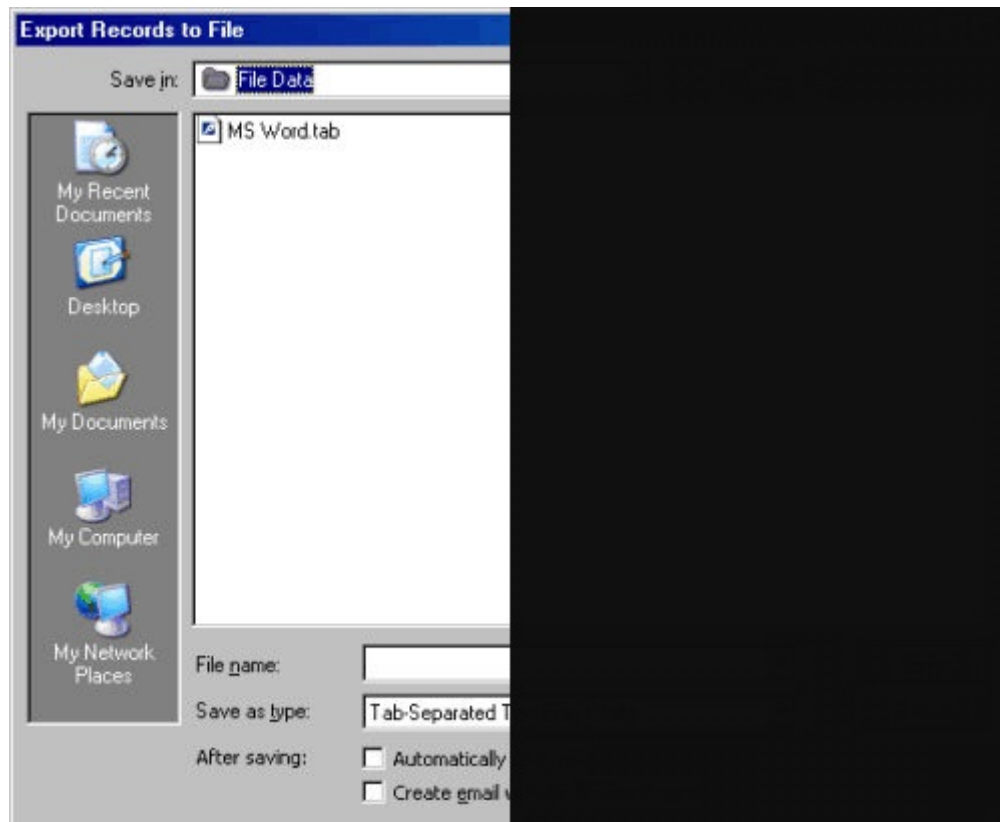 Export Records to File
Save in: File Data
MS Word.tab
My Recent
Documents
Desktop
My Documents
My Computer
My Network
Places
File name:
Save as type: Tab-Separated
After saving: Automatically
Create email